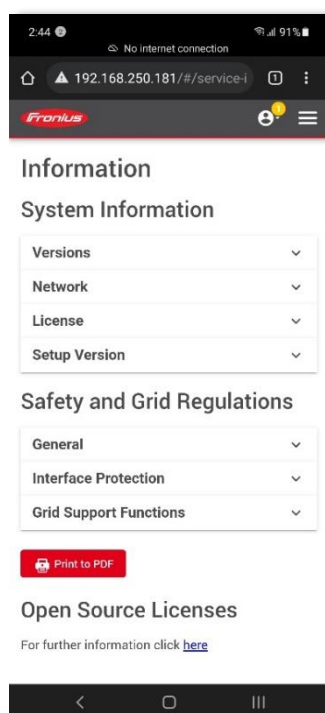 2:44 91%
No internet connection
192.168.250.181/#/service-i 1
Fronius 1
Information
System Information
Versions
Network
License
Setup Version
Safety and Grid Regulations
General
Interface Protection
Grid Support Functions
Print to PDF
Open Source Licenses
For further information click here